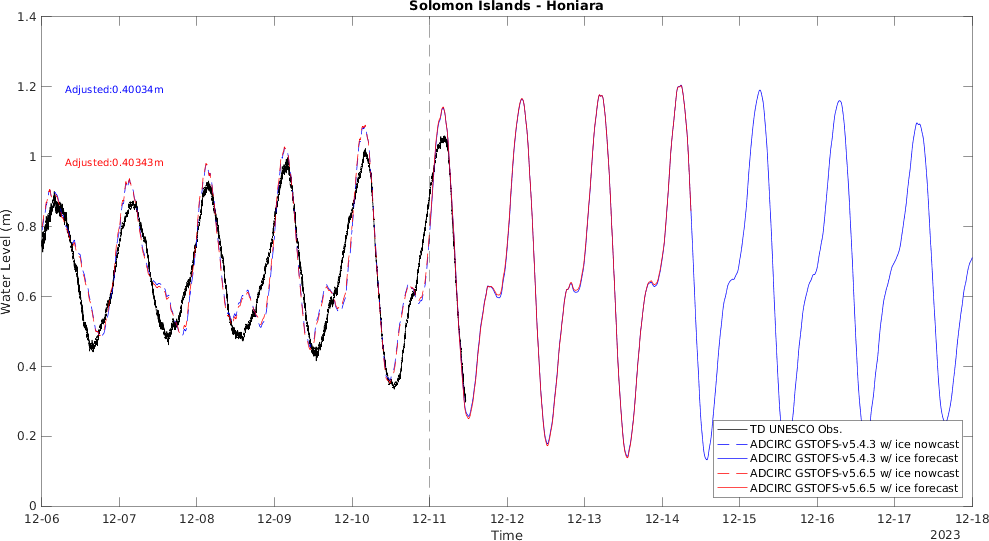 Solomon Islands - Honiara
1.4
1.2
1
0.8
0.6
0.4
0.2
0
Water Level (m)
Adjusted:0.40034m
Adjusted:0.40343m
TD UNESCO Obs.
ADCIRC GSTOFS-v5.4.3 w/ ice nowcast
ADCIRC GSTOFS-v5.4.3 w/ ice forecast
ADCIRC GSTOFS-v5.6.5 w/ ice nowcast
ADCIRC GSTOFS-v5.6.5 w/ ice forecast
12-06 12-07 12-08 12-09 12-10 12-11 12-12 12-13 12-14 12-15 12-16 12-17 12-18
Time
2023